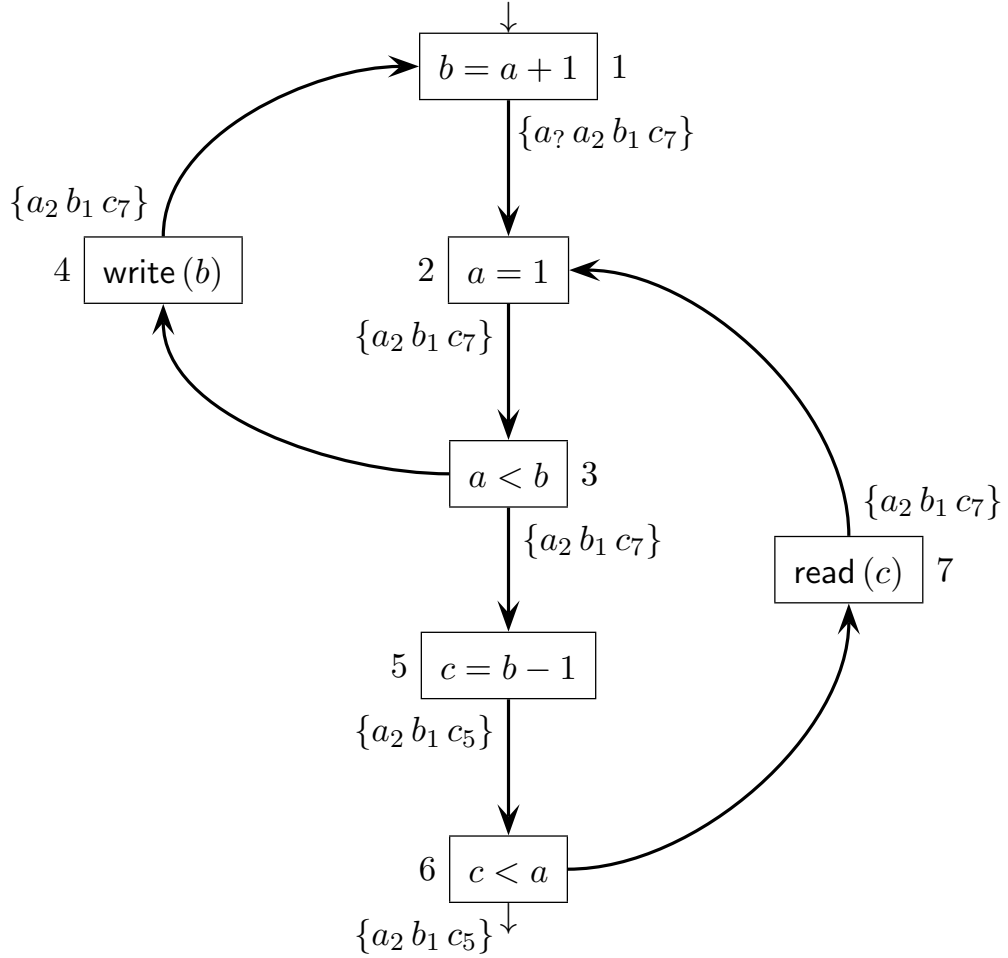 b = a + 1 1
{a? a2 b1 c7}
{a2 b1 c7}
4 write (b)
2 a = 1
{a2 b1 c7}
a < b 3
{a2 b1 c7}
{a2 b1 c7}
read (c) 7
5 c = b − 1
{a2 b1 c5}
6 c < a
{a2 b1 c5}